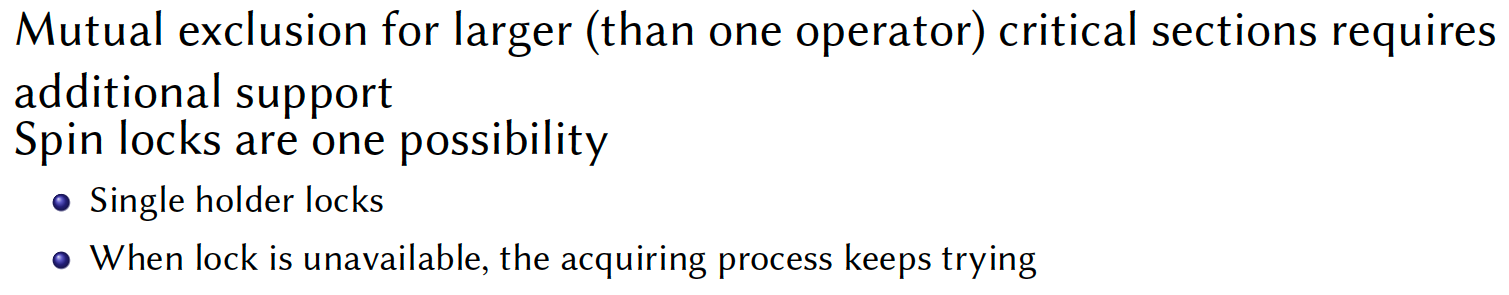 Mutual exclusion for larger (than one operator) critical sections requires
additional support
Spin locks are one possibility
Single holder locks
When lock is unavailable, the acquiring process keeps trying